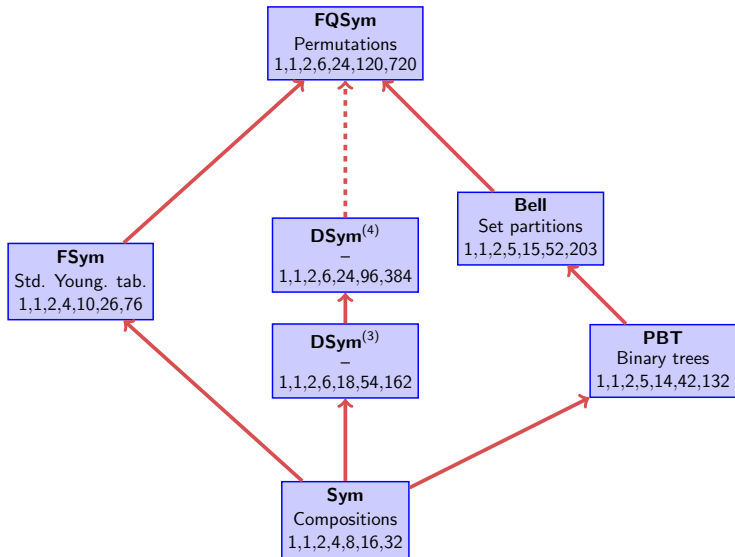 FQSym
Permutations
1,1,2,6,24,120,720
Bell
Set partitions
1,1,2,5,15,52,203
DSym(4)
–
1,1,2,6,24,96,384
FSym
Std. Young. tab.
1,1,2,4,10,26,76
DSym(3)
–
1,1,2,6,18,54,162
PBT
Binary trees
1,1,2,5,14,42,132
Sym
Compositions
1,1,2,4,8,16,32